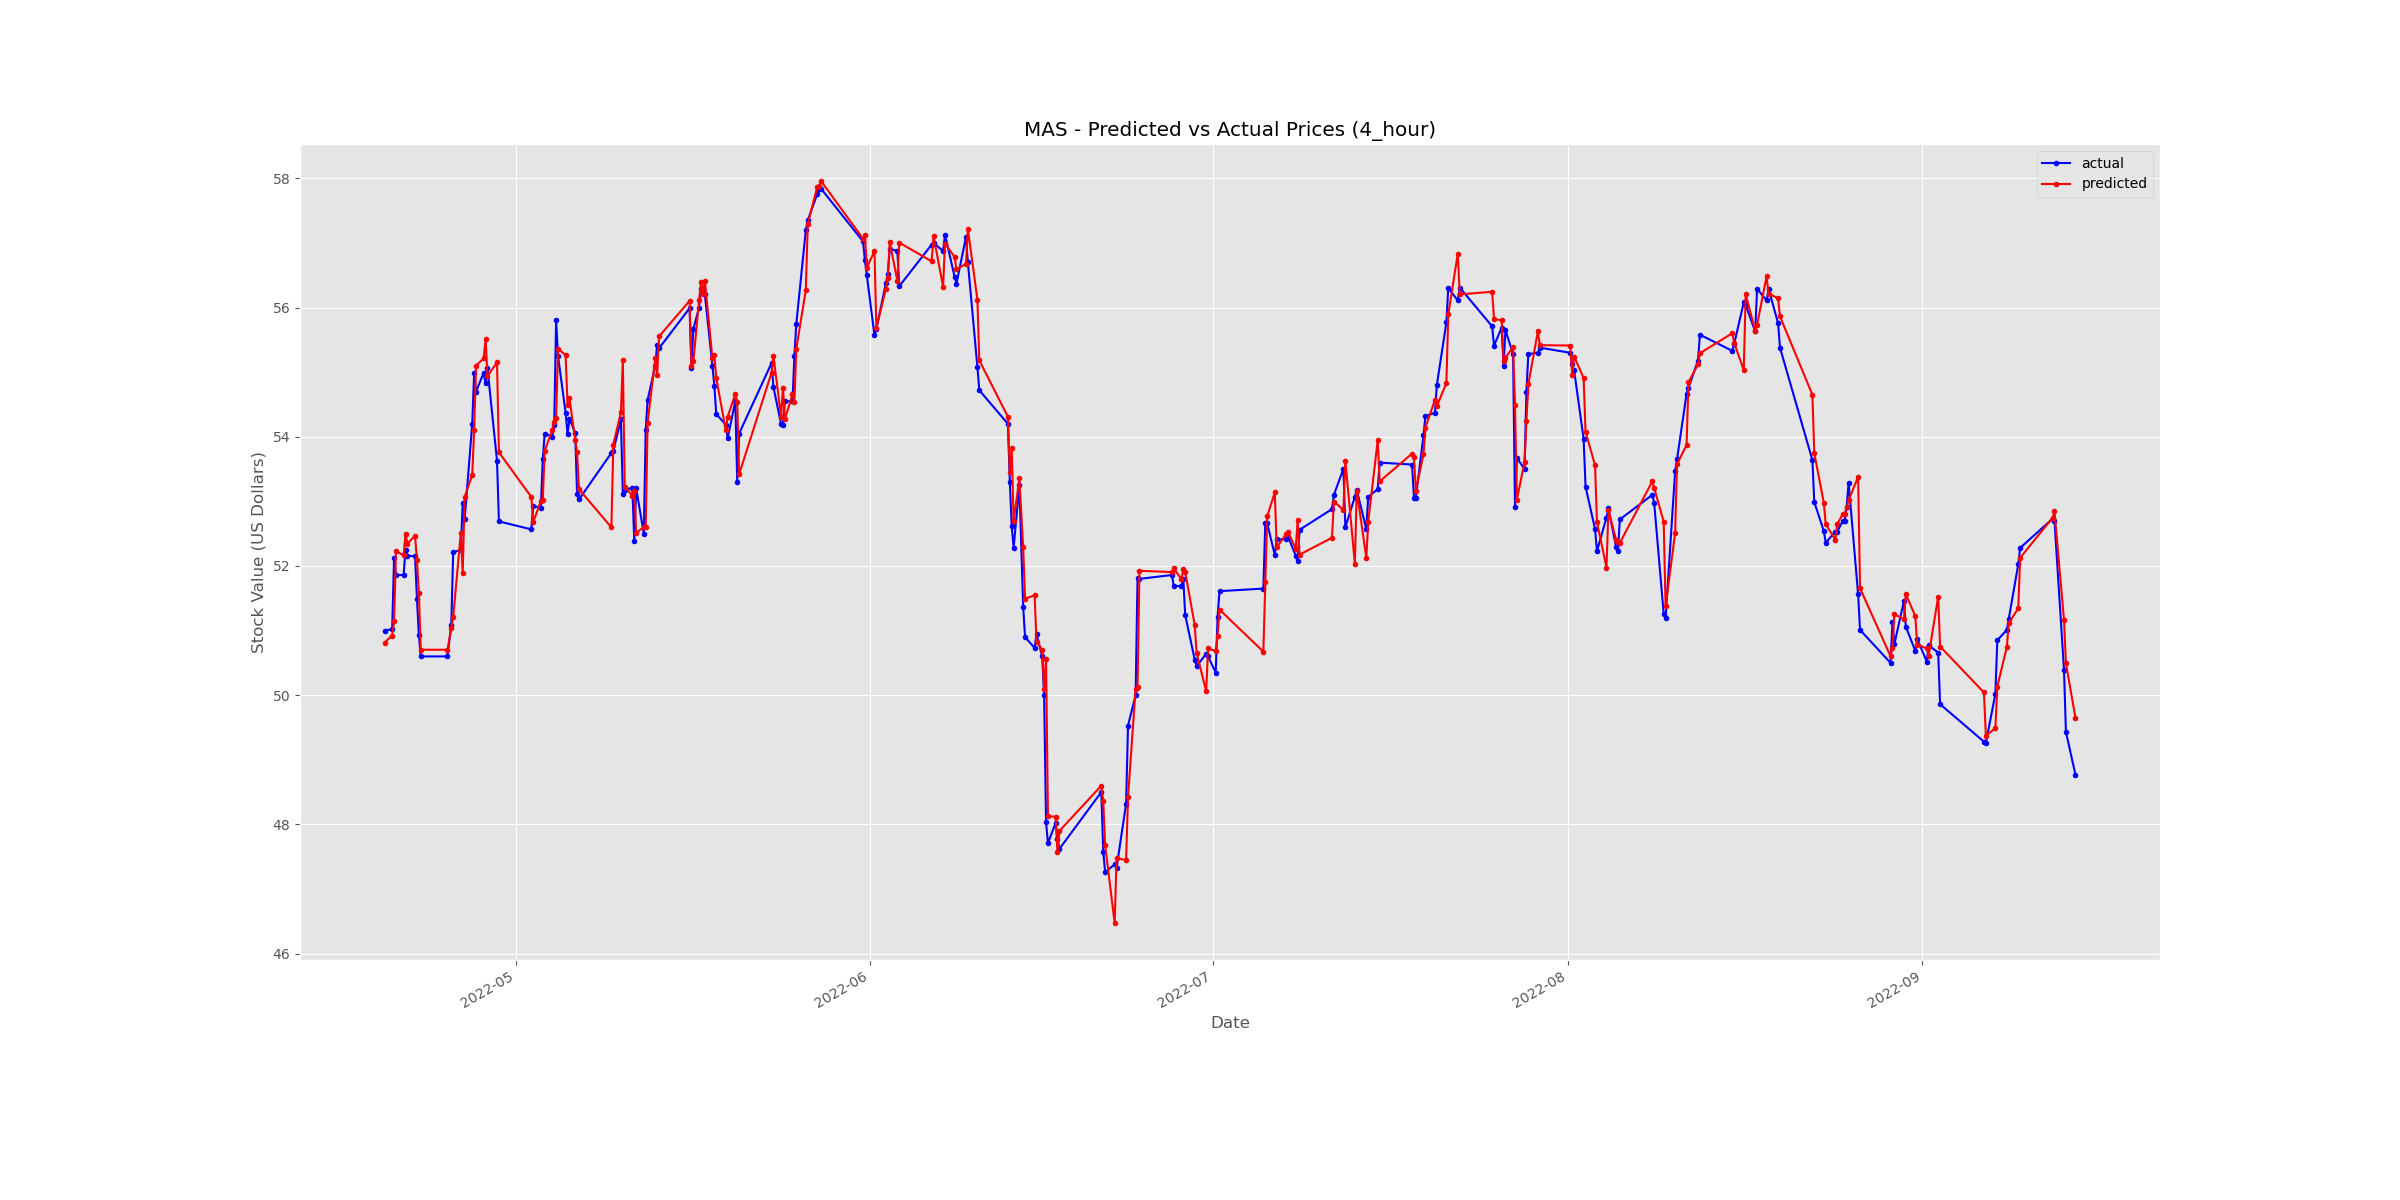 MAS - Predicted vs Actual Prices (4_hour)
actual
predicted
58
56
54
52
50
48
46
Stock Value (US Dollars)
2022-05
2022-06
2022-07
2022-08
2022-09
Date